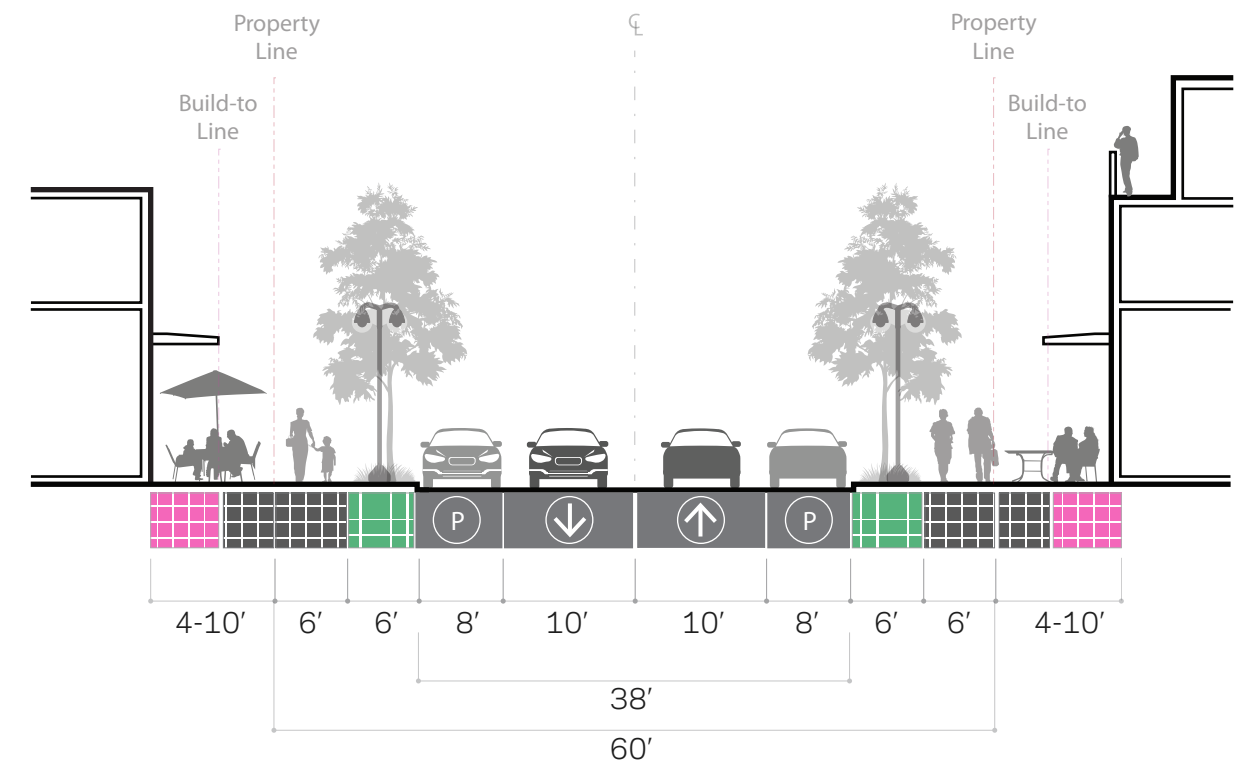 Property
Line
℄
Property
Line
Build-to
Line
Build-to
Line
P
P
4-10′
6′
6′
8′
10′
10′
8′
6′
6′
4-10′
38′
60′